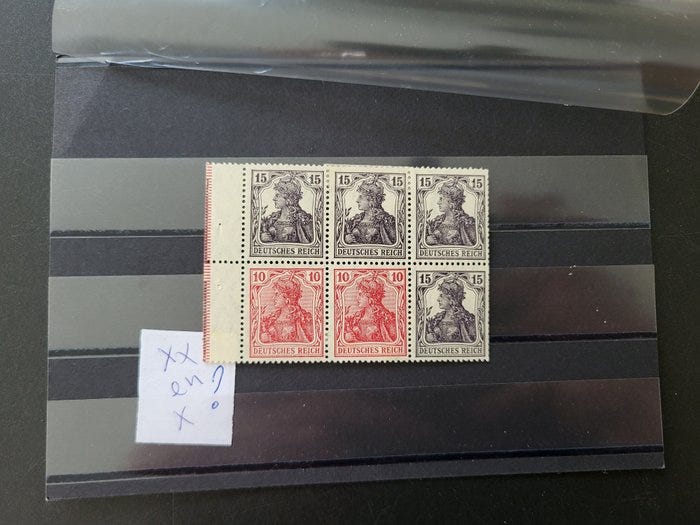 15 15 15 15 15 15
DEUTSCHES REICH DEUTSCHES REICH DEUTSCHES REICH
10 10 10 10 15 15
DEUTSCHES REICH DEUTSCHES REICH DEUTSCHES REICH
xx
en ?
x